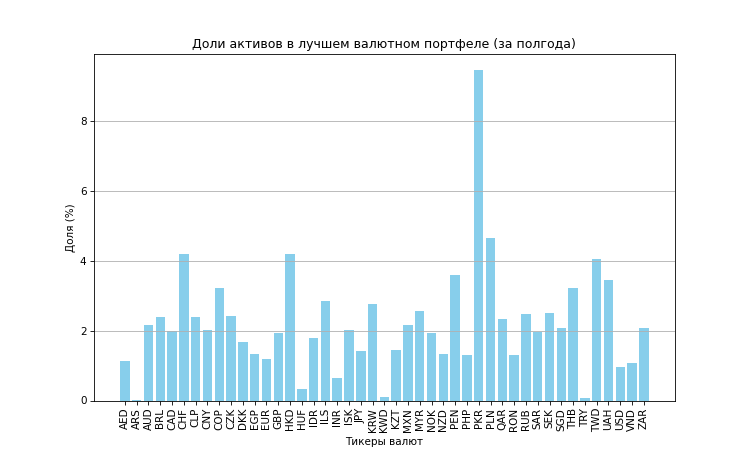 Доли активов в лучшем валютном портфеле (за полгода)
Доля (%)
8
6
4
2
0
AED ARS AUD BRL CAD CHF CLP CNY COP CZK DKK EGP EUR GBP HKD HUF IDR ILS INR ISK JPY KRW KWD KZT MXN MYR NOK NZD PEN PHP PKR PLN QAR RON RUB SAR SEK SGD THB TRY TWD UAH USD VND ZAR
Тикеры валют